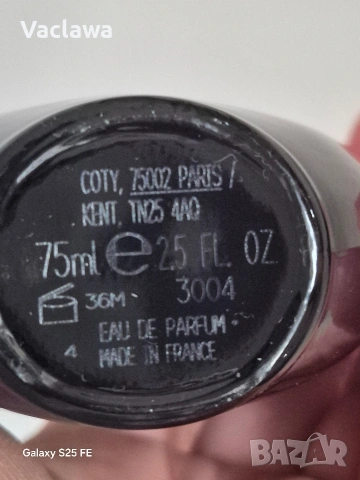 Vaclawa
COTY, 75002 PARIS /
KENT, TN25 4AQ
75ml e 2.5 FL. OZ
36M 3004
EAU DE PARFUM
4 MADE IN FRANCE
Galaxy S25 FE
BAZAR